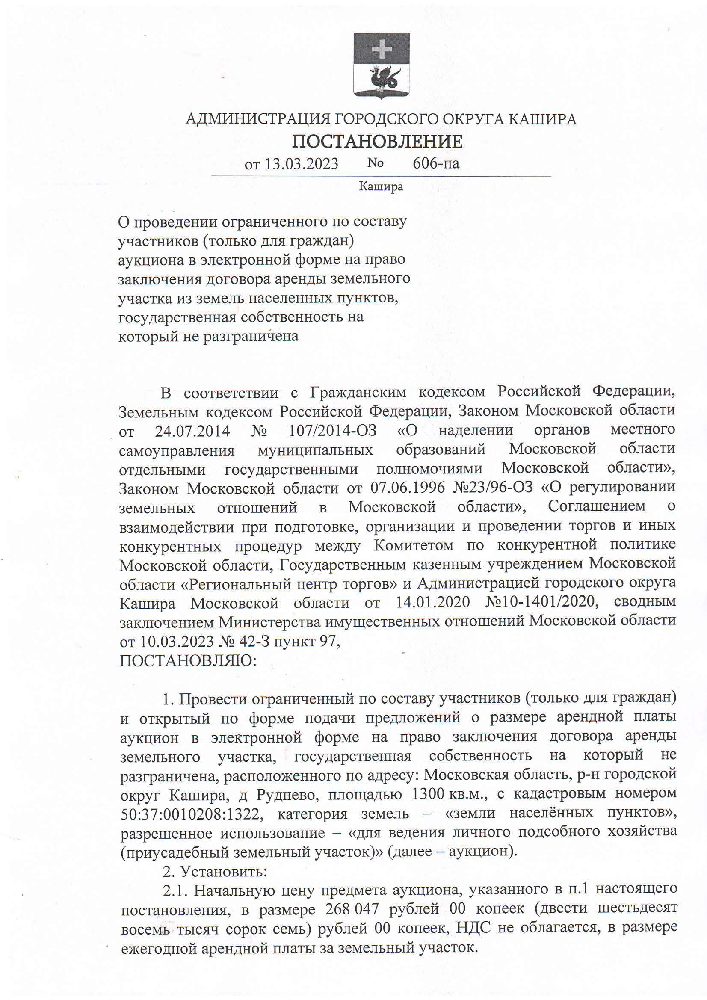 АДМИНИСТРАЦИЯ ГОРОДСКОГО ОКРУГА КАШИРА
ПОСТАНОВЛЕНИЕ
от 13.03.2023 № 606-па
Кашира
О проведении ограниченного по составу
участников (только для граждан)
аукциона в электронной форме на право
заключения договора аренды земельного
участка из земель населенных пунктов,
государственная собственность на
который не разграничена
В соответствии с Гражданским кодексом Российской Федерации,
Земельным кодексом Российской Федерации, Законом Московской области
от 24.07.2014 № 107/2014-ОЗ «О наделении органов местного
самоуправления муниципальных образований Московской области
отдельными государственными полномочиями Московской области»,
Законом Московской области от 07.06.1996 №23/96-ОЗ «О регулировании
земельных отношений в Московской области», Соглашением о
взаимодействии при подготовке, организации и проведении торгов и иных
конкурентных процедур между Комитетом по конкурентной политике
Московской области, Государственным казенным учреждением Московской
области «Региональный центр торгов» и Администрацией городского округа
Кашира Московской области от 14.01.2020 №10-1401/2020, сводным
заключением Министерства имущественных отношений Московской области
от 10.03.2023 № 42-З пункт 97,
ПОСТАНОВЛЯЮ:
1. Провести ограниченный по составу участников (только для граждан)
и открытый по форме подачи предложений о размере арендной платы
аукцион в электронной форме на право заключения договора аренды
земельного участка, государственная собственность на который не
разграничена, расположенного по адресу: Московская область, р-н городской
округ Кашира, д Руднево, площадью 1300 кв.м., с кадастровым номером
50:37:0010208:1322, категория земель – «земли населённых пунктов»,
разрешенное использование – «для ведения личного подсобного хозяйства
(приусадебный земельный участок)» (далее – аукцион).
2. Установить:
2.1. Начальную цену предмета аукциона, указанного в п.1 настоящего
постановления, в размере 268 047 рублей 00 копеек (двести шестьдесят
восемь тысяч сорок семь) рублей 00 копеек, НДС не облагается, в размере
ежегодной арендной платы за земельный участок.